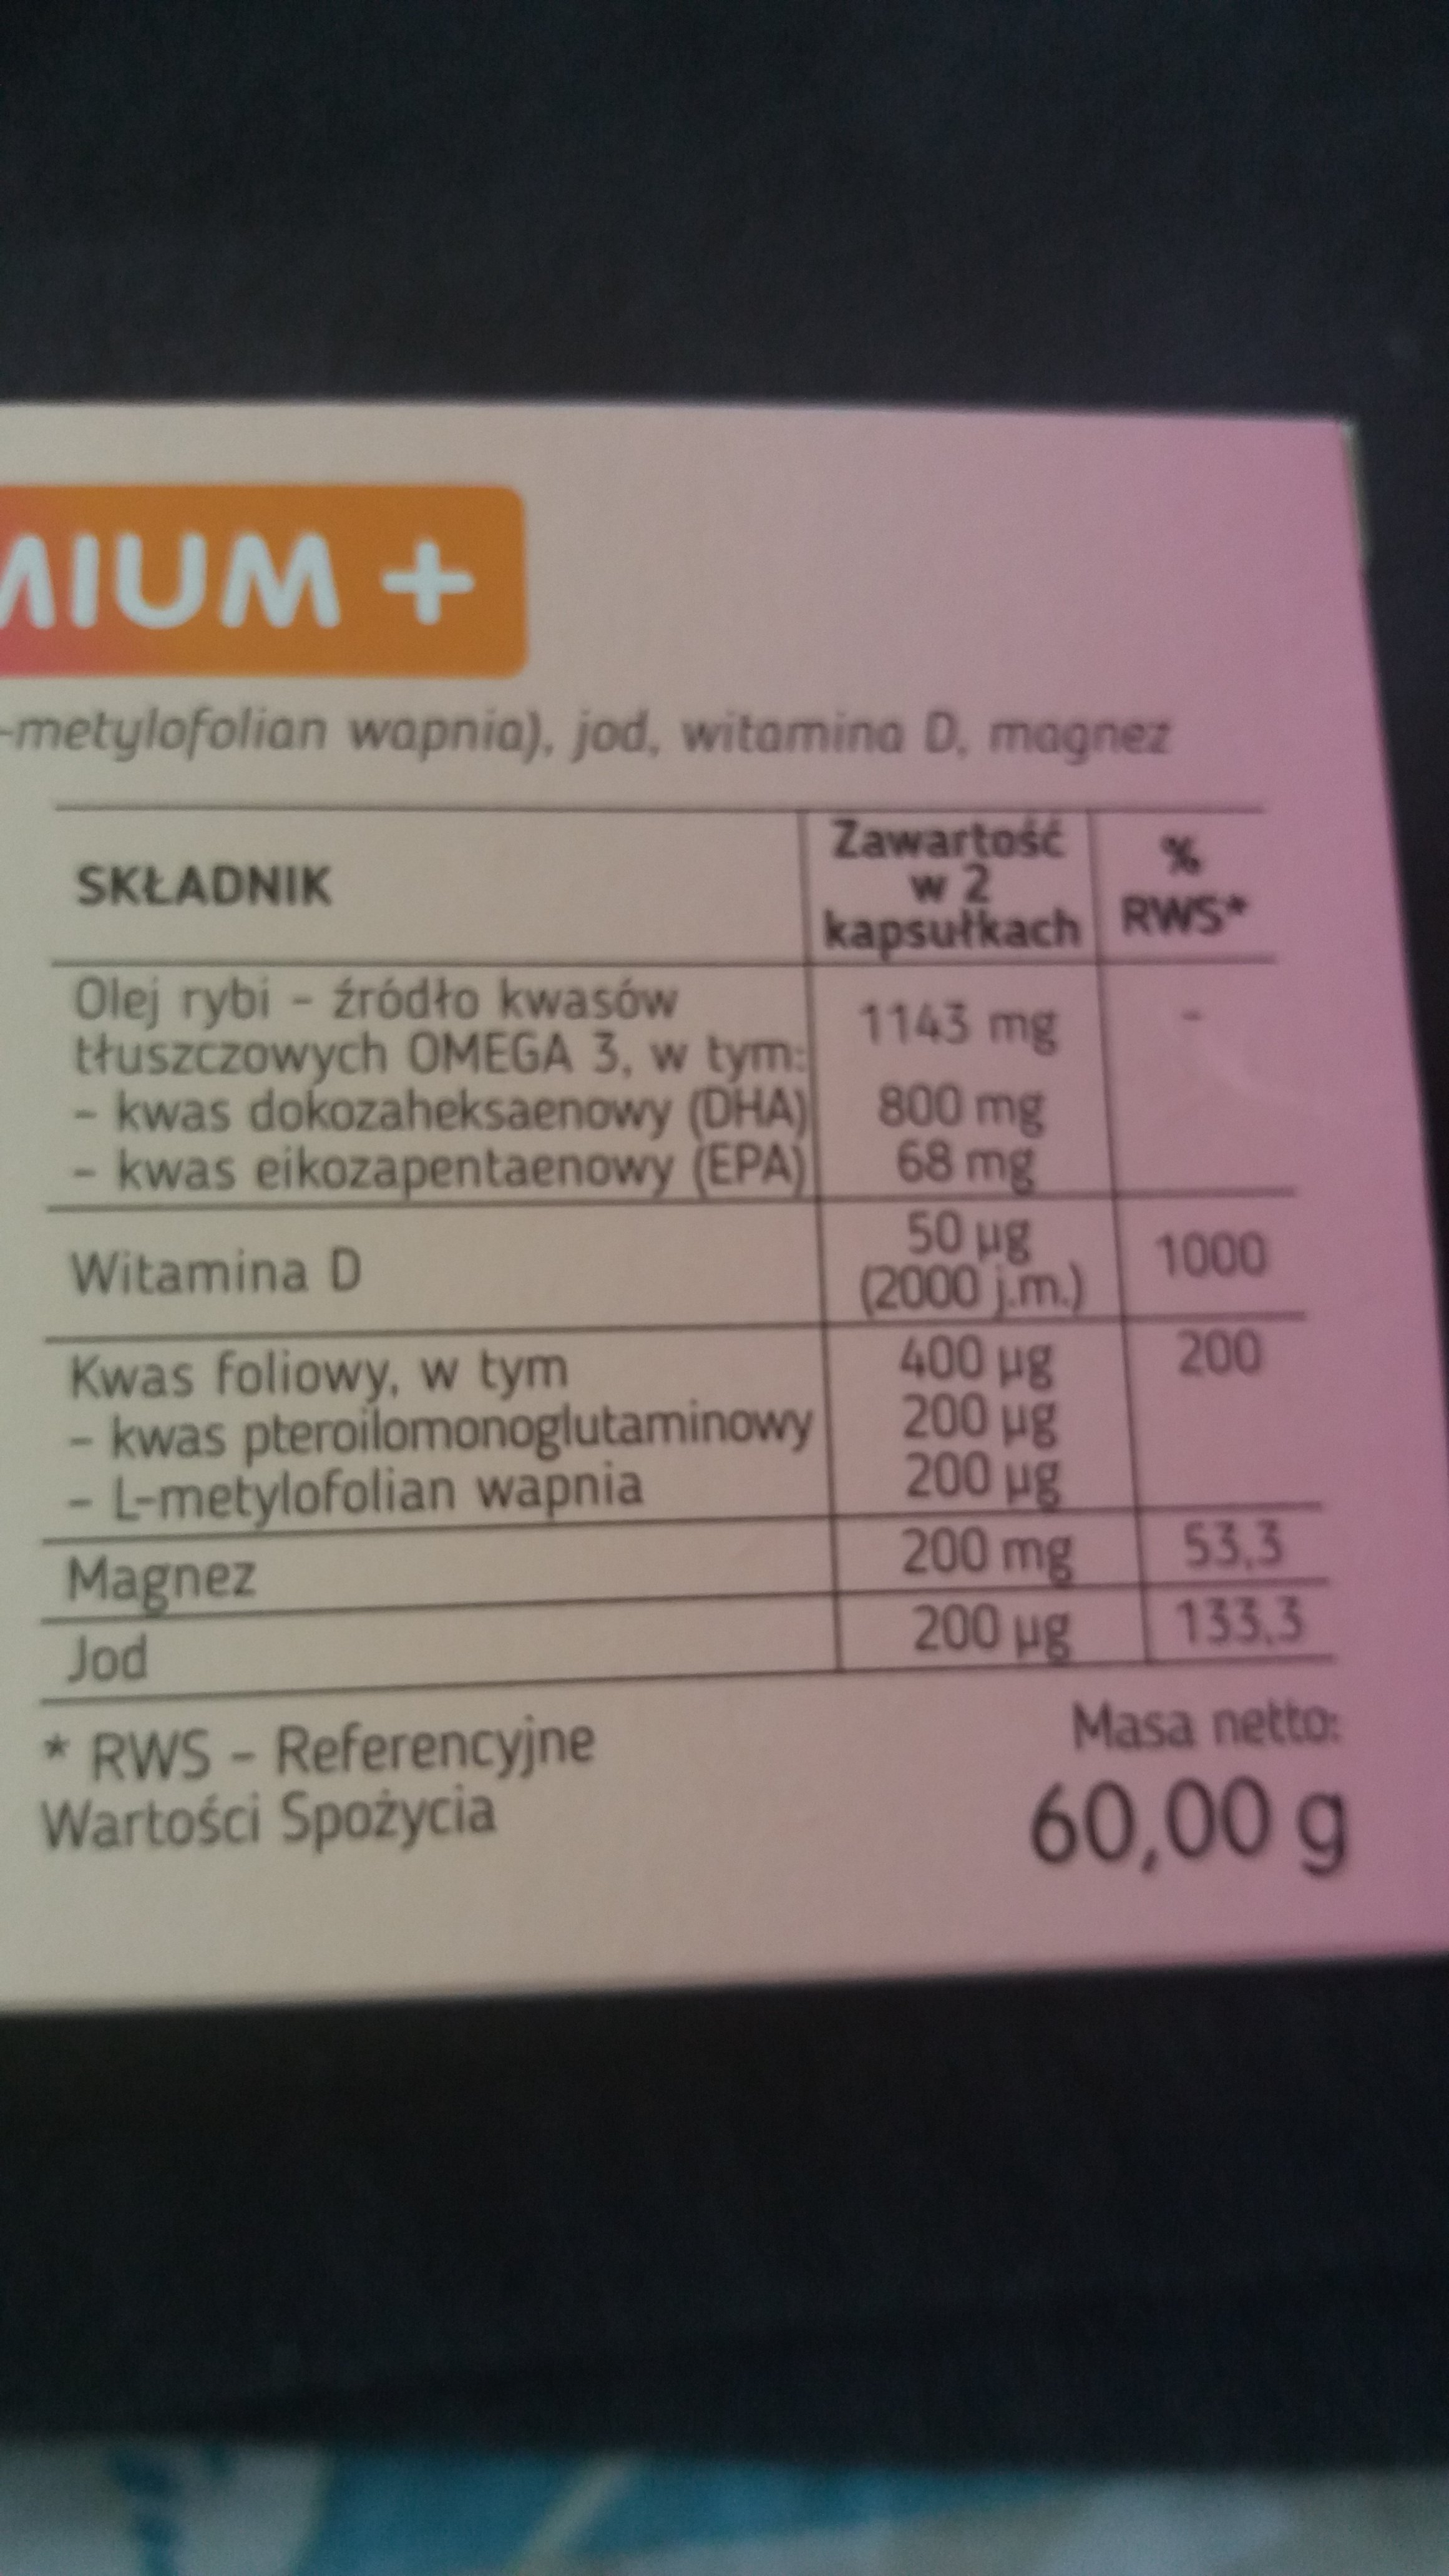 MIUM +
-metylofolian wapnia), jod, witamina D, magnez
SKŁADNIK
Zawartość
w 2
kapsułkach
%
RWS*
Olej rybi - źródło kwasów
tłuszczowych OMEGA 3, w tym:
1143 mg
-
- kwas dokozaheksaenowy (DHA) 800 mg
- kwas eikozapentaenowy (EPA) 68 mg
Witamina D
50 µg
(2000 j.m.)
1000
Kwas foliowy, w tym 400 µg 200
- kwas pteroilomonoglutaminowy 200 µg
- L-metylofolian wapnia 200 µg
Magnez 200 mg 53,3
Jod 200 µg 133,3
* RWS - Referencyjne
Wartości Spożycia
Masa netto:
60,00 g